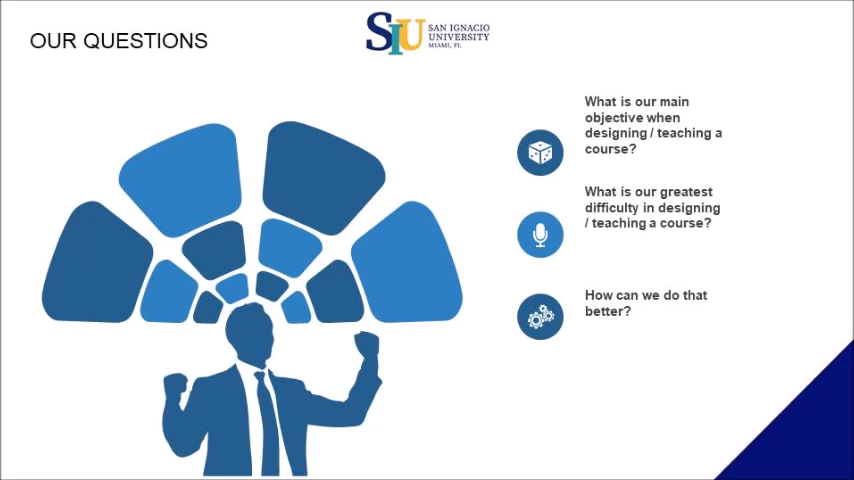 OUR QUESTIONS
SIU
SAN IGNACIO
UNIVERSITY
MIAMI, FL
What is our main
objective when
designing / teaching a
course?
What is our greatest
difficulty in designing
/ teaching a course?
How can we do that
better?